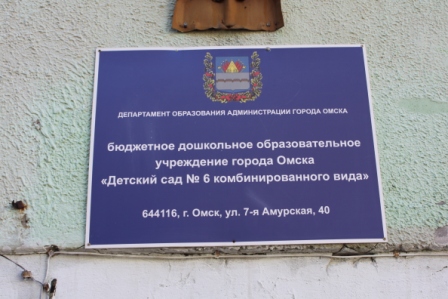 ДЕПАРТАМЕНТ ОБРАЗОВАНИЯ АДМИНИСТРАЦИИ ГОРОДА ОМСКА
бюджетное дошкольное образовательное
учреждение города Омска
«Детский сад № 6 комбинированного вида»
644116, г. Омск, ул. 7-я Амурская, 40